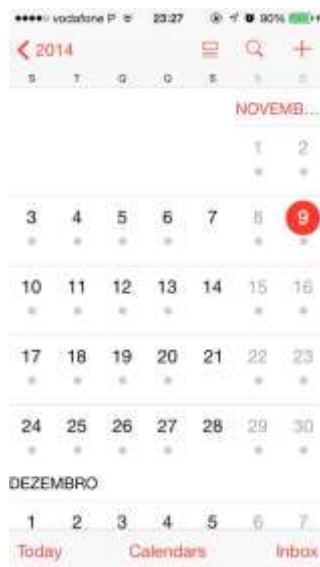 vodafone P 23:27 90%
2014
S T Q Q S S D
NOVEMB...
1 2
3 4 5 6 7 8 9
10 11 12 13 14 15 16
17 18 19 20 21 22 23
24 25 26 27 28 29 30
DEZEMBRO
1 2 3 4 5 6 7
Today Calendars Inbox